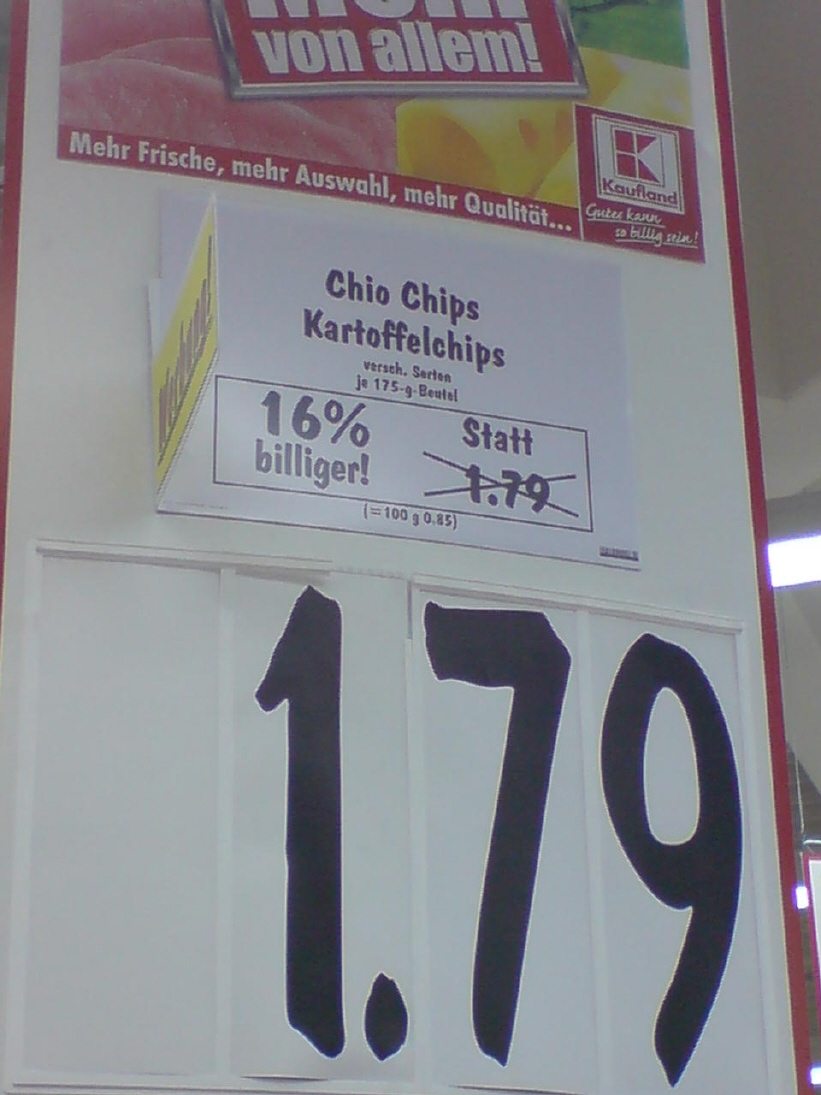 Mehr
von allem!
Mehr Frische, mehr Auswahl, mehr Qualität...
Kaufland
Gutes kann
so billig sein!
Chio Chips
Kartoffelchips
versch. Sorten
je 175-g-Beutel
16%
billiger!
Statt
1.79
(=100 g 0.85)
1.79